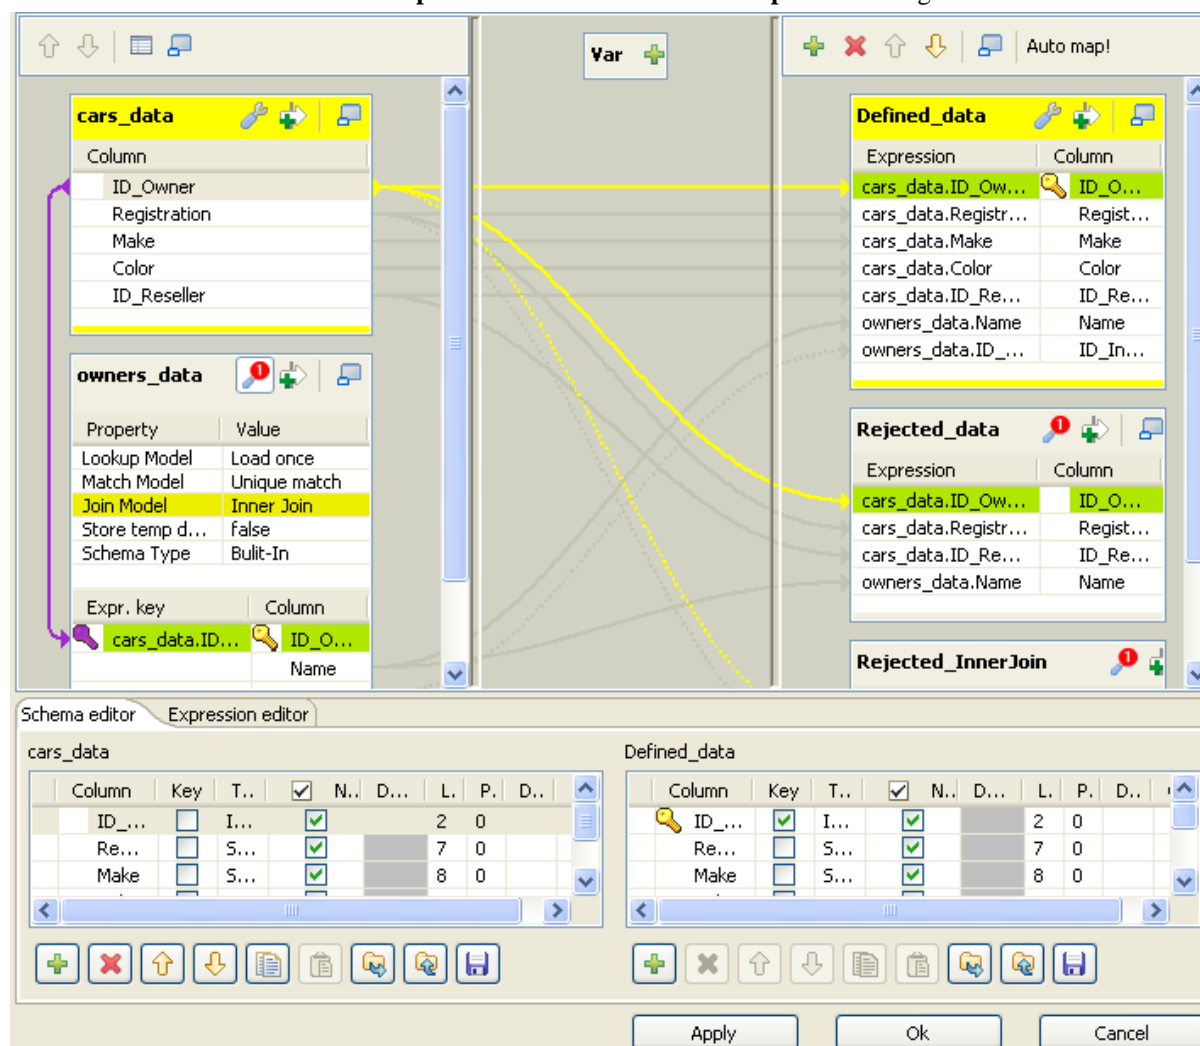 Var
Auto map!
cars_data
Column
ID_Owner
Registration
Make
Color
ID_Reseller
owners_data
Property Value
Lookup Model Load once
Match Model Unique match
Join Model Inner Join
Store temp d... false
Schema Type Bulit-In
Expr. key Column
cars_data.ID... ID_O...
Name
Defined_data
Expression Column
cars_data.ID_Ow... ID_O...
cars_data.Registr... Regist...
cars_data.Make Make
cars_data.Color Color
cars_data.ID_Re... ID_Re...
owners_data.Name Name
owners_data.ID_... ID_In...
Rejected_data
Expression Column
cars_data.ID_Ow... ID_O...
cars_data.Registr... Regist...
cars_data.ID_Re... ID_Re...
owners_data.Name Name
Rejected_InnerJoin
Schema editor Expression editor
cars_data
Column Key T.. N.. D... L. P. D..
ID_... I... 2 0
Re... S... 7 0
Make S... 8 0
Defined_data
Column Key T.. N.. D... L. P. D..
ID_... I... 2 0
Re... S... 7 0
Make S... 8 0
Apply Ok Cancel